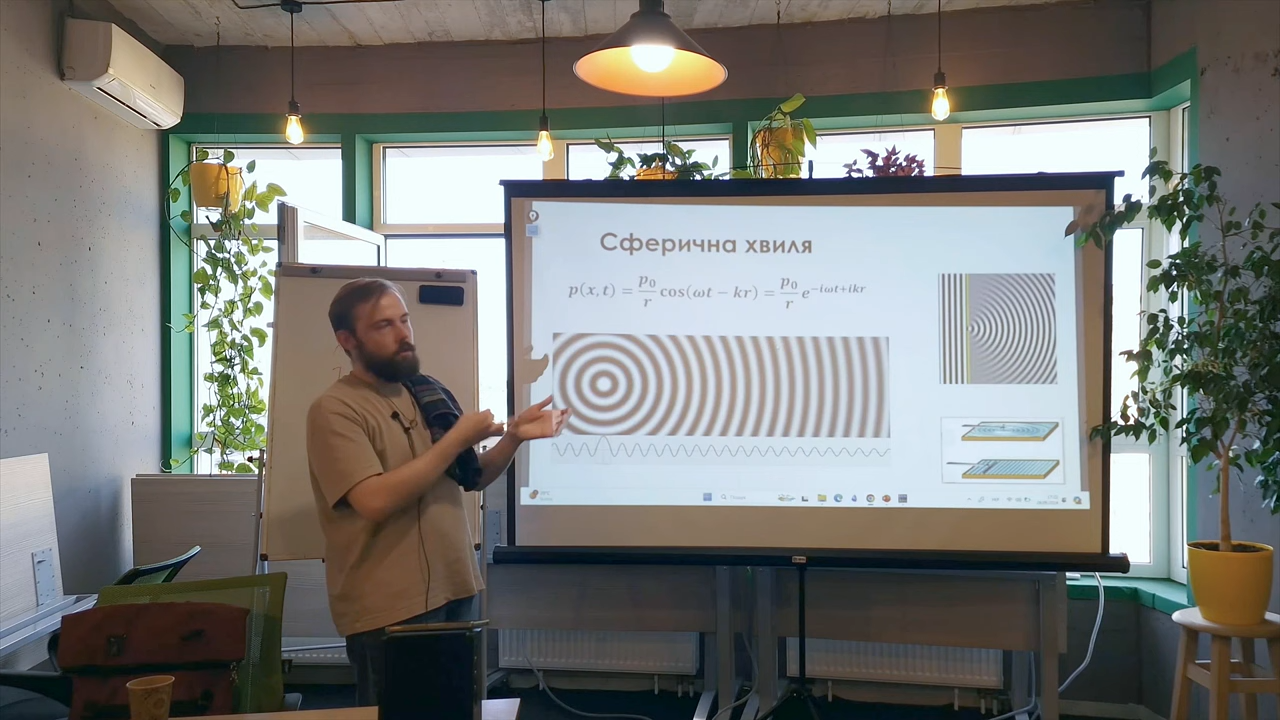 Сферична хвиля
p(x, t) = p₀/r cos(ωt − kr) = p₀/r e^(−iωt+ikr)